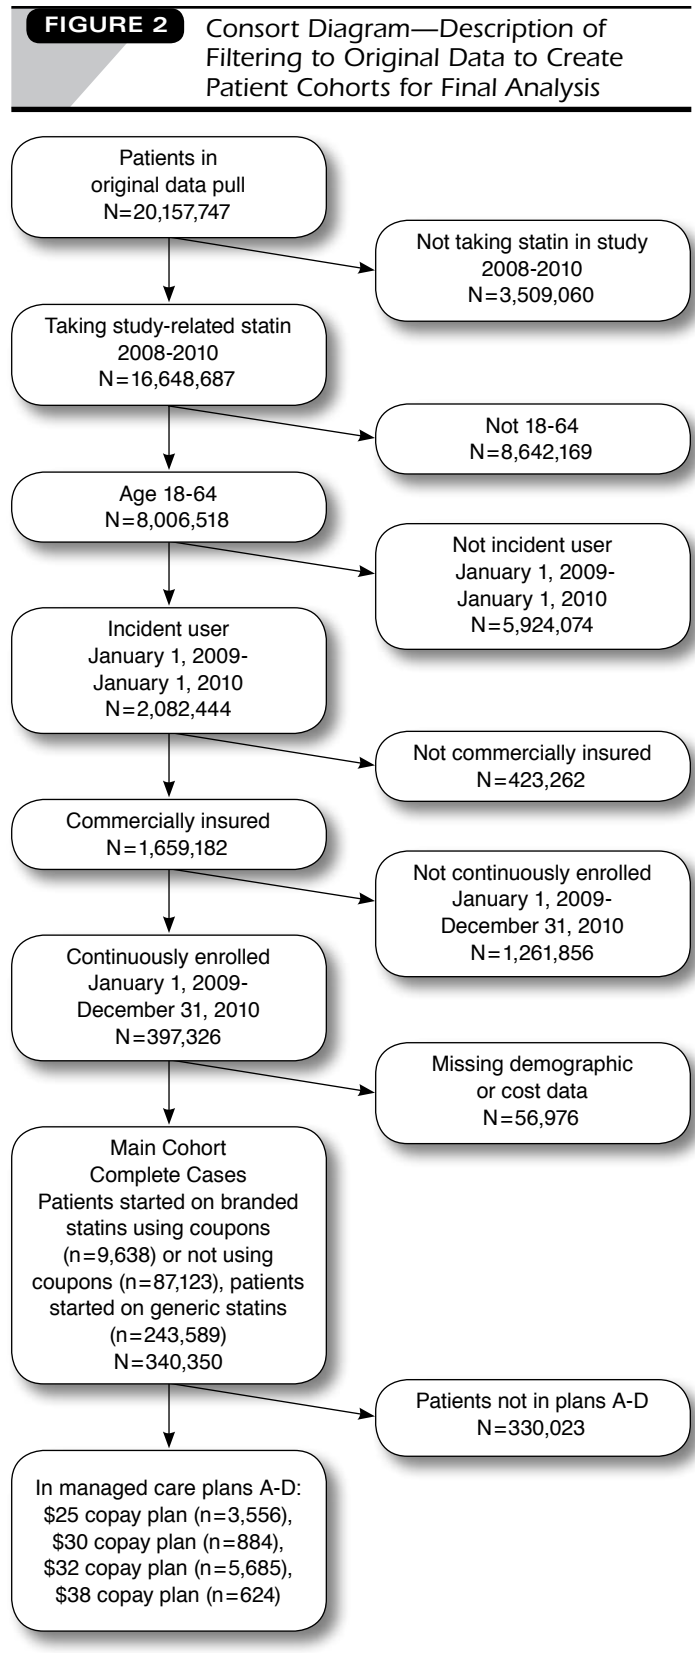 FIGURE 2
Consort Diagram—Description of
Filtering to Original Data to Create
Patient Cohorts for Final Analysis
Patients in
original data pull
N=20,157,747
Not taking statin in study
2008-2010
N=3,509,060
Taking study-related statin
2008-2010
N=16,648,687
Not 18-64
N=8,642,169
Age 18-64
N=8,006,518
Not incident user
January 1, 2009-
January 1, 2010
N=5,924,074
Incident user
January 1, 2009-
January 1, 2010
N=2,082,444
Not commercially insured
N=423,262
Commercially insured
N=1,659,182
Not continuously enrolled
January 1, 2009-
December 31, 2010
N=1,261,856
Continuously enrolled
January 1, 2009-
December 31, 2010
N=397,326
Missing demographic
or cost data
N=56,976
Main Cohort
Complete Cases
Patients started on branded
statins using coupons
(n=9,638) or not using
coupons (n=87,123), patients
started on generic statins
(n=243,589)
N=340,350
Patients not in plans A-D
N=330,023
In managed care plans A-D:
$25 copay plan (n=3,556),
$30 copay plan (n=884),
$32 copay plan (n=5,685),
$38 copay plan (n=624)